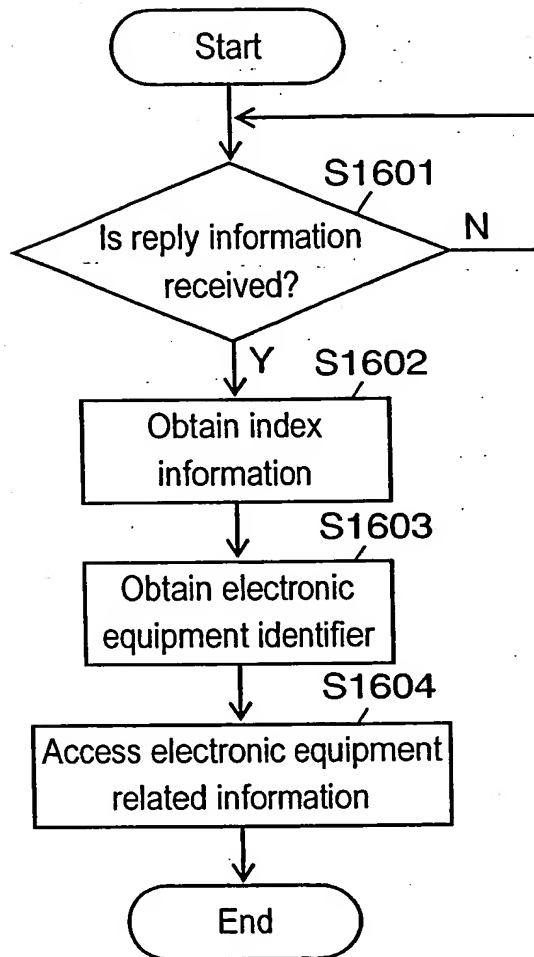 Start
S1601
Is reply information
received?
N
Y
S1602
Obtain index
information
S1603
Obtain electronic
equipment identifier
S1604
Access electronic equipment
related information
End